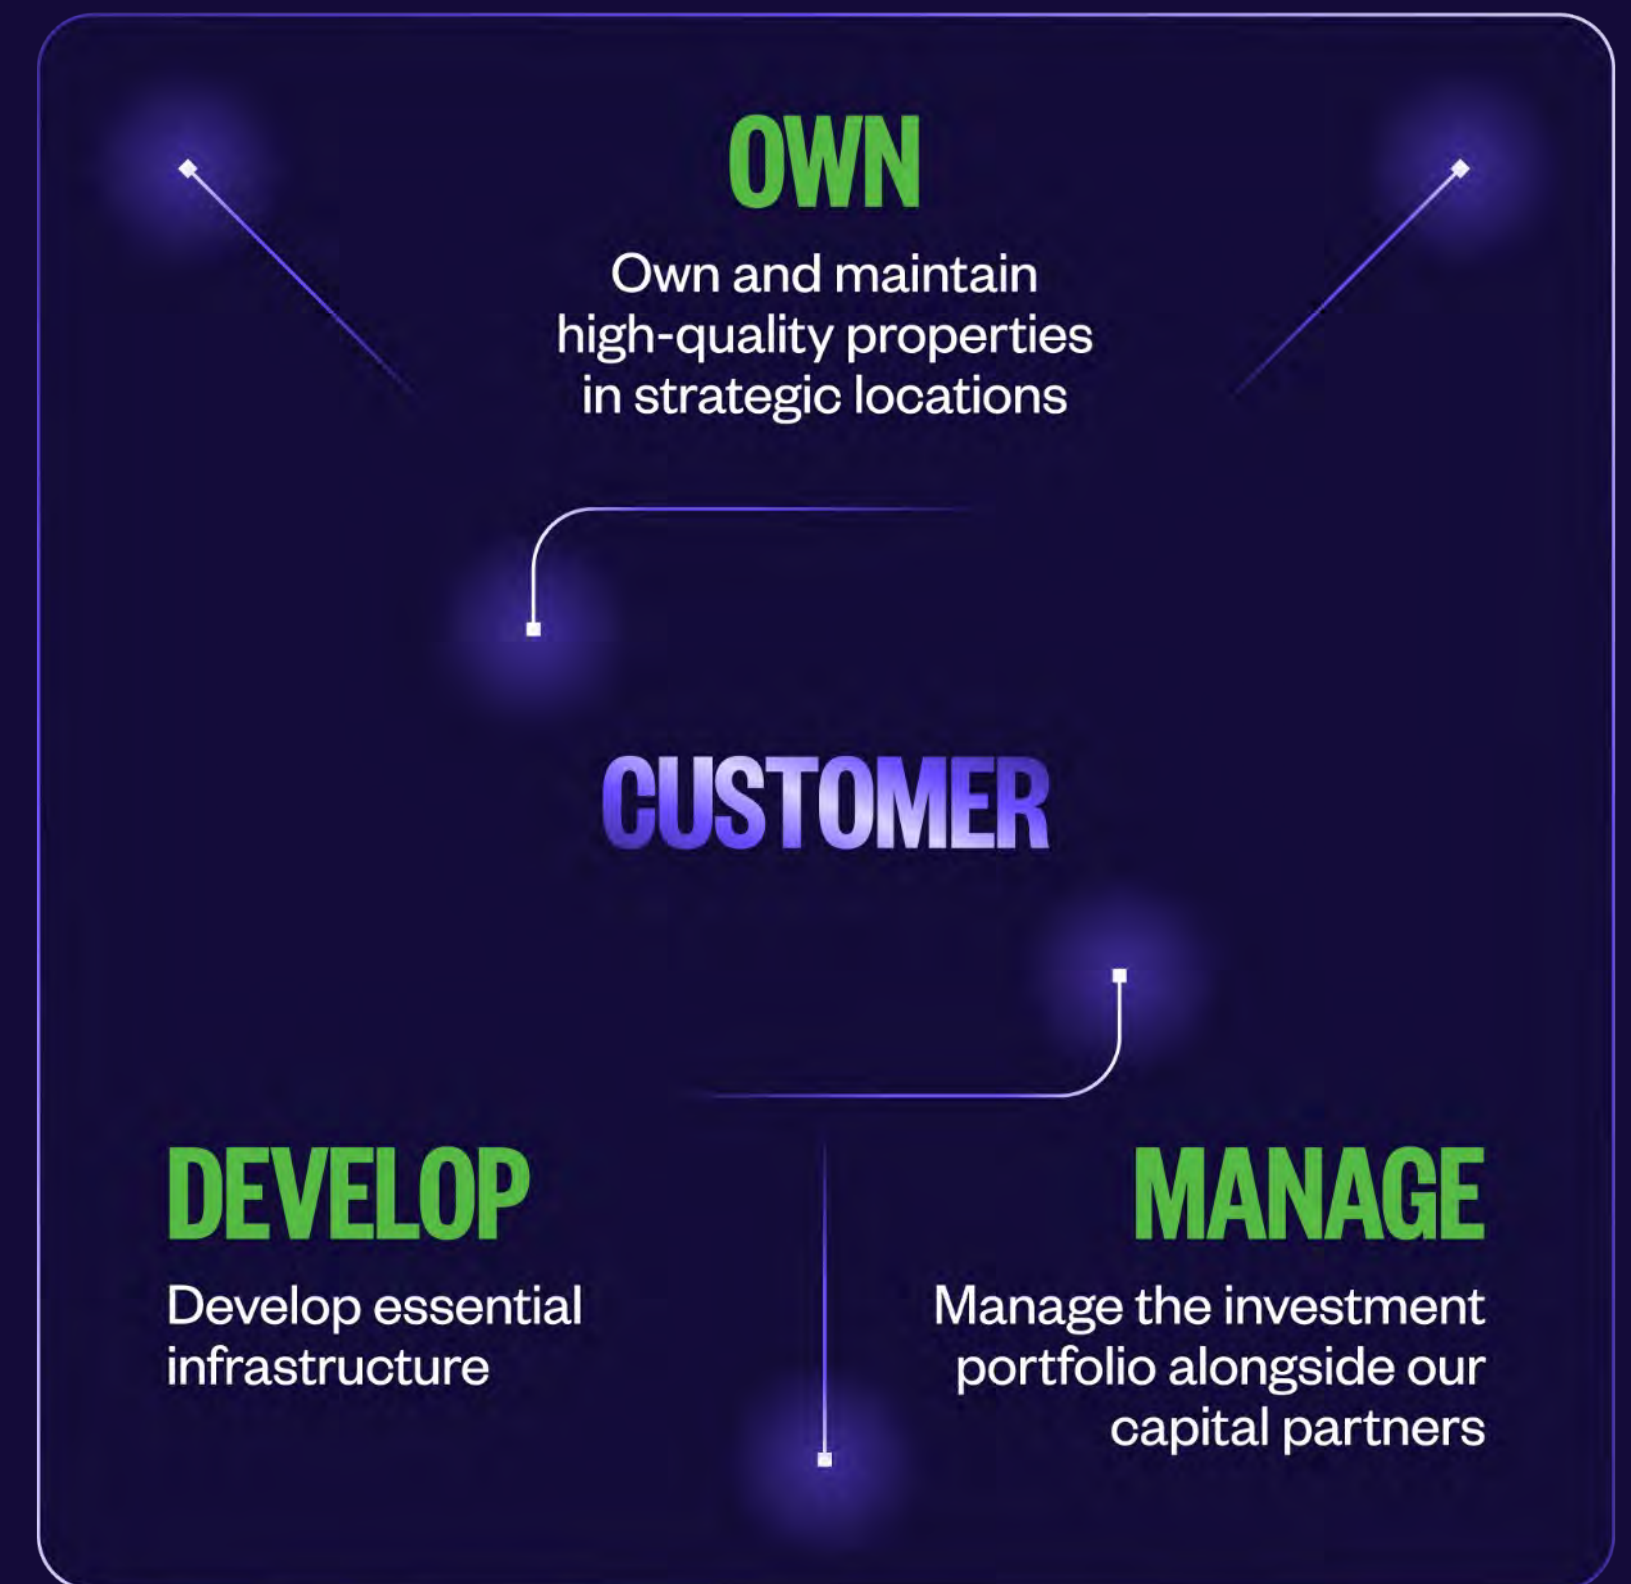 OWN
Own and maintain
high-quality properties
in strategic locations
CUSTOMER
DEVELOP
Develop essential
infrastructure
MANAGE
Manage the investment
portfolio alongside our
capital partners